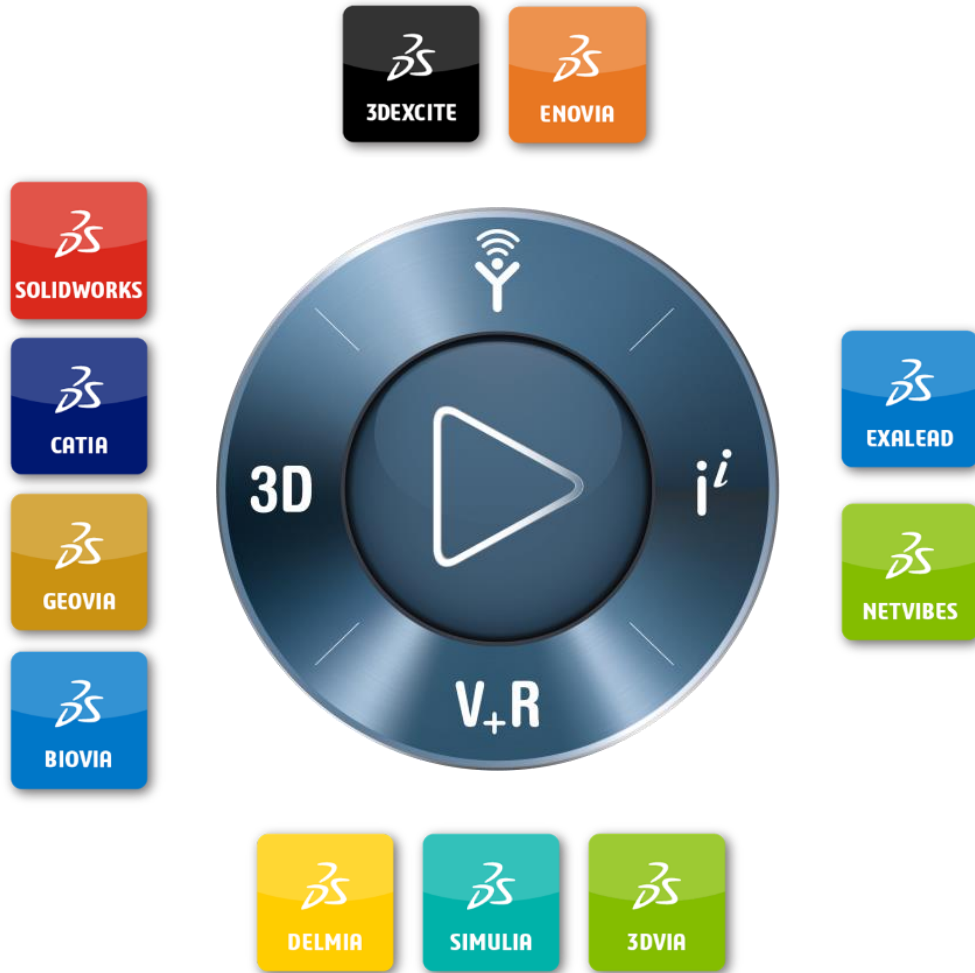 3DEXCITE
ENOVIA
SOLIDWORKS
CATIA
GEOVIA
BIOVIA
3D
i^i
V+R
EXALEAD
NETVIBES
DELMIA
SIMULIA
3DVIA